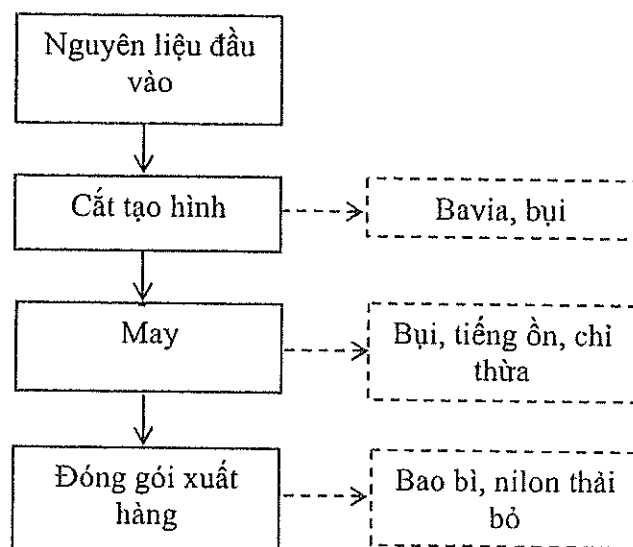 Nguyên liệu đầu
vào
Cắt tạo hình
Bavia, bụi
May
Bụi, tiếng ồn, chỉ
thừa
Đóng gói xuất
hàng
Bao bì, nilon thải
bỏ